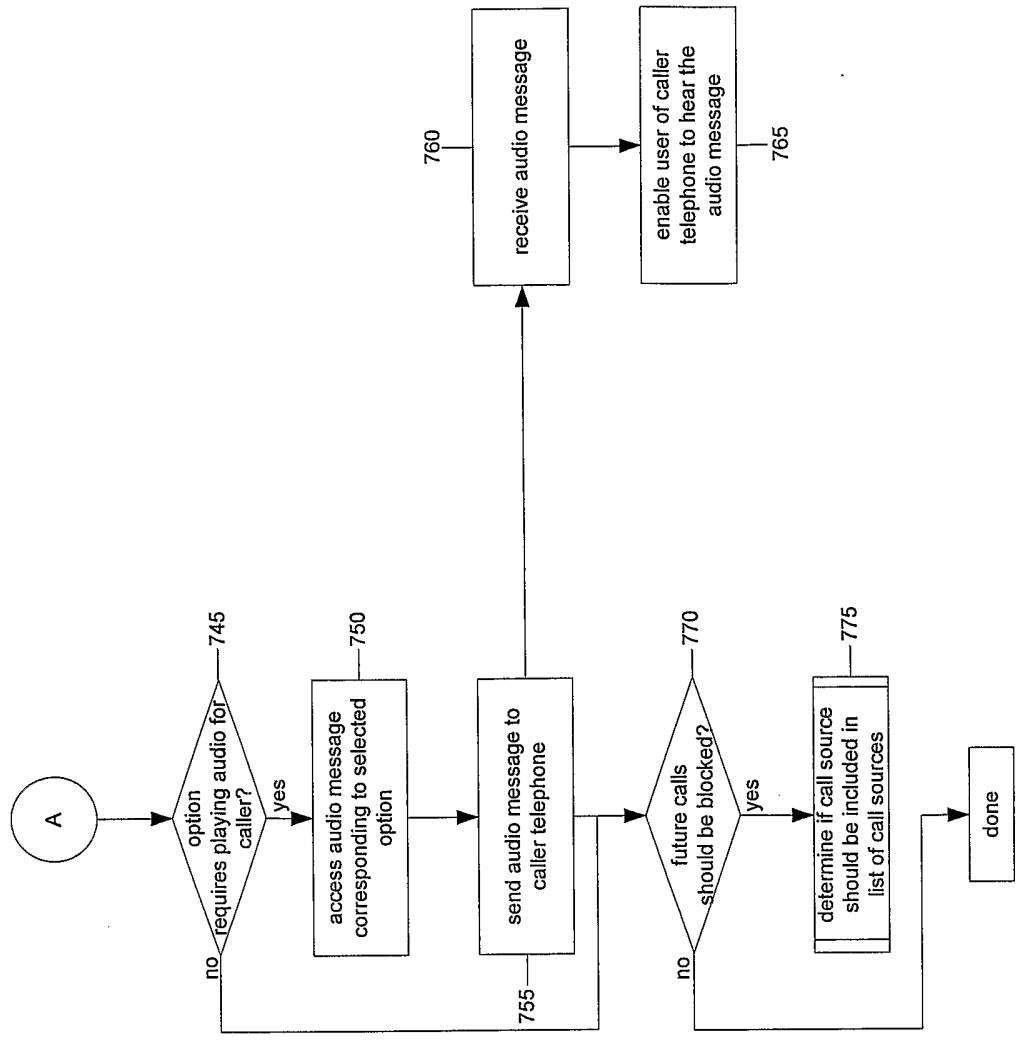 A
option
requires playing audio for
caller?
745
no
yes
access audio message
corresponding to selected
option
750
send audio message to
caller telephone
755
receive audio message
760
enable user of caller
telephone to hear the
audio message
765
future calls
should be blocked?
770
no
yes
determine if call source
should be included in
list of call sources
775
done